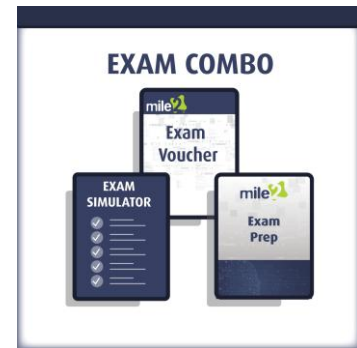 EXAM COMBO
mile2
Exam
Voucher
EXAM
SIMULATOR
mile2
Exam
Prep